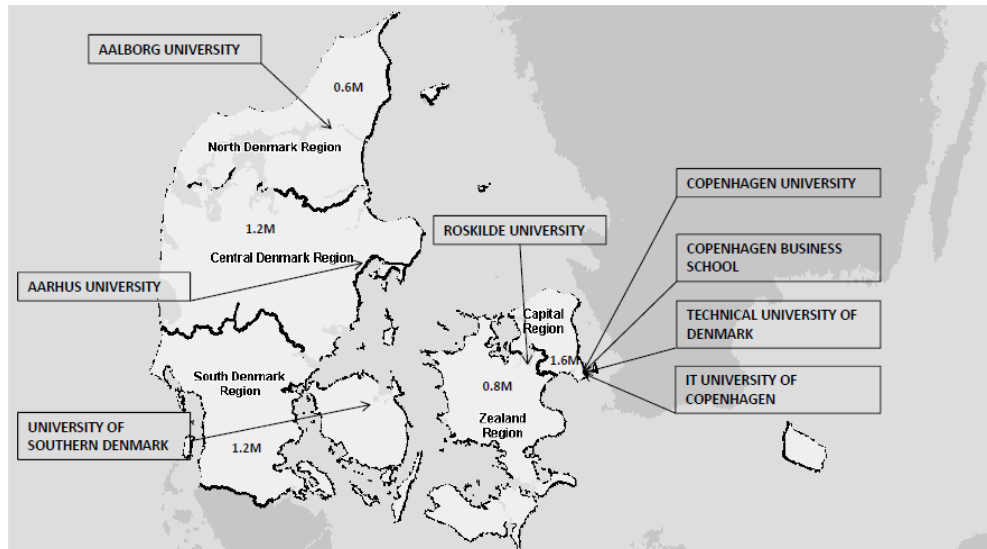 AALBORG UNIVERSITY
0.6M
North Denmark Region
COPENHAGEN UNIVERSITY
1.2M
ROSKILDE UNIVERSITY
Central Denmark Region
COPENHAGEN BUSINESS
SCHOOL
AARHUS UNIVERSITY
Capital
Region
TECHNICAL UNIVERSITY OF
DENMARK
1.6M
South Denmark
Region
0.8M
IT UNIVERSITY OF
COPENHAGEN
Zealand
Region
UNIVERSITY OF
SOUTHERN DENMARK
1.2M